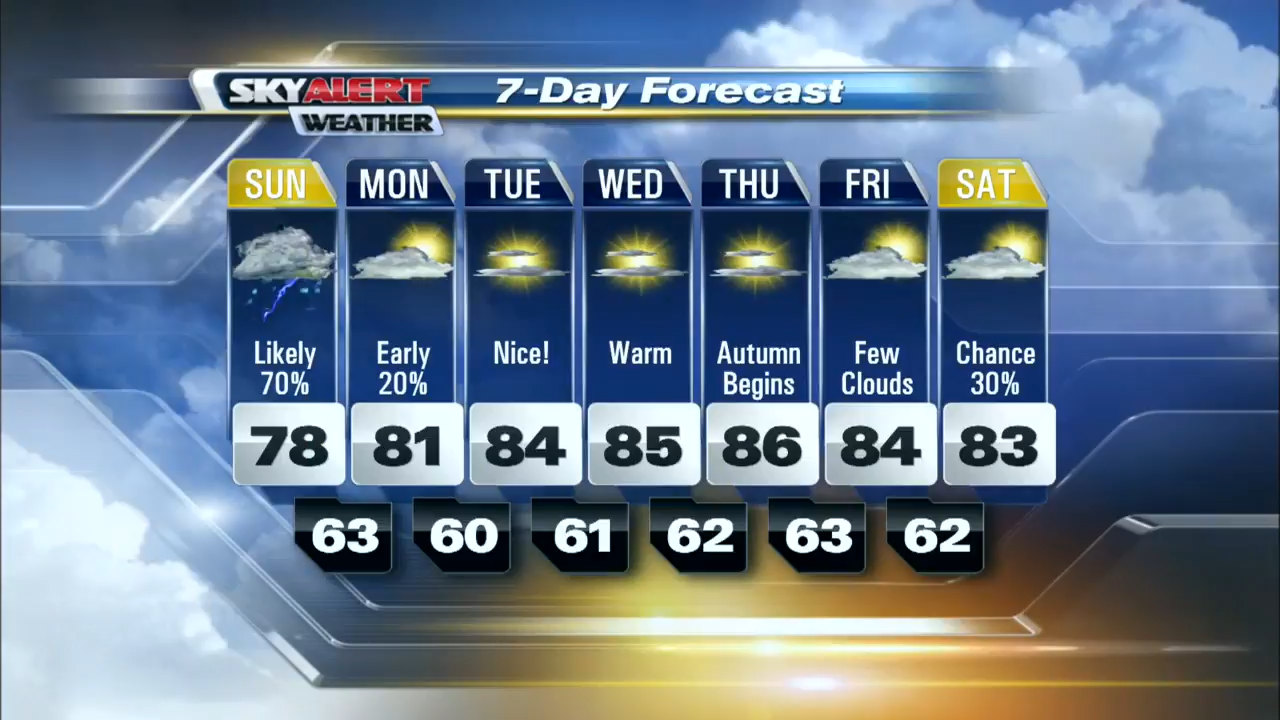 SKYALERT
WEATHER
7-Day Forecast
SUN MON TUE WED THU FRI SAT
Likely
70%
Early
20%
Nice!
Warm
Autumn
Begins
Few
Clouds
Chance
30%
78 81 84 85 86 84 83
63 60 61 62 63 62